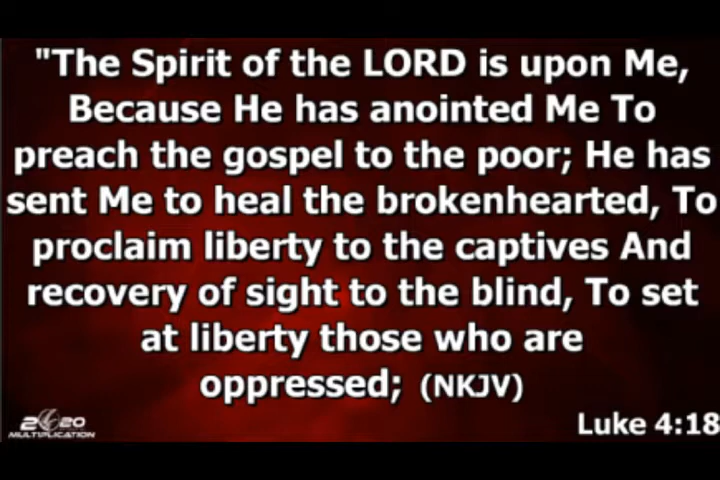 "The Spirit of the LORD is upon Me,
Because He has anointed Me To
preach the gospel to the poor; He has
sent Me to heal the brokenhearted, To
proclaim liberty to the captives And
recovery of sight to the blind, To set
at liberty those who are
oppressed; (NKJV)
Luke 4:18
2020
MULTIPLICATION